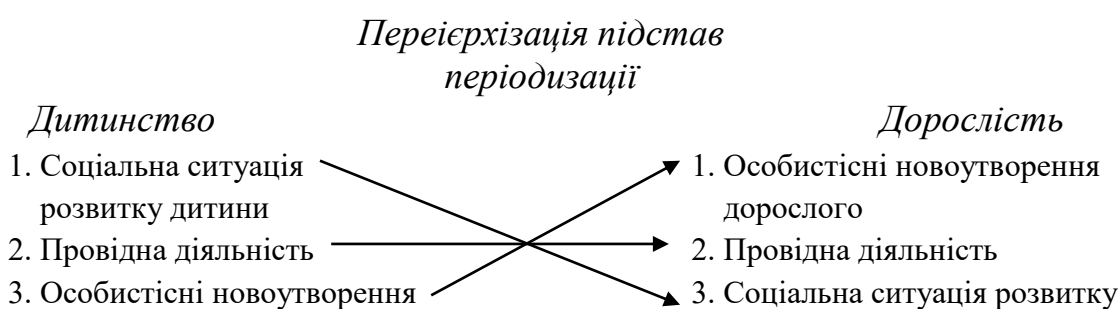 Переієрхізація підстав
періодизації
Дитинство
Дорослість
1. Соціальна ситуація
розвитку дитини
2. Провідна діяльність
3. Особистісні новоутворення
1. Особистісні новоутворення
дорослого
2. Провідна діяльність
3. Соціальна ситуація розвитку